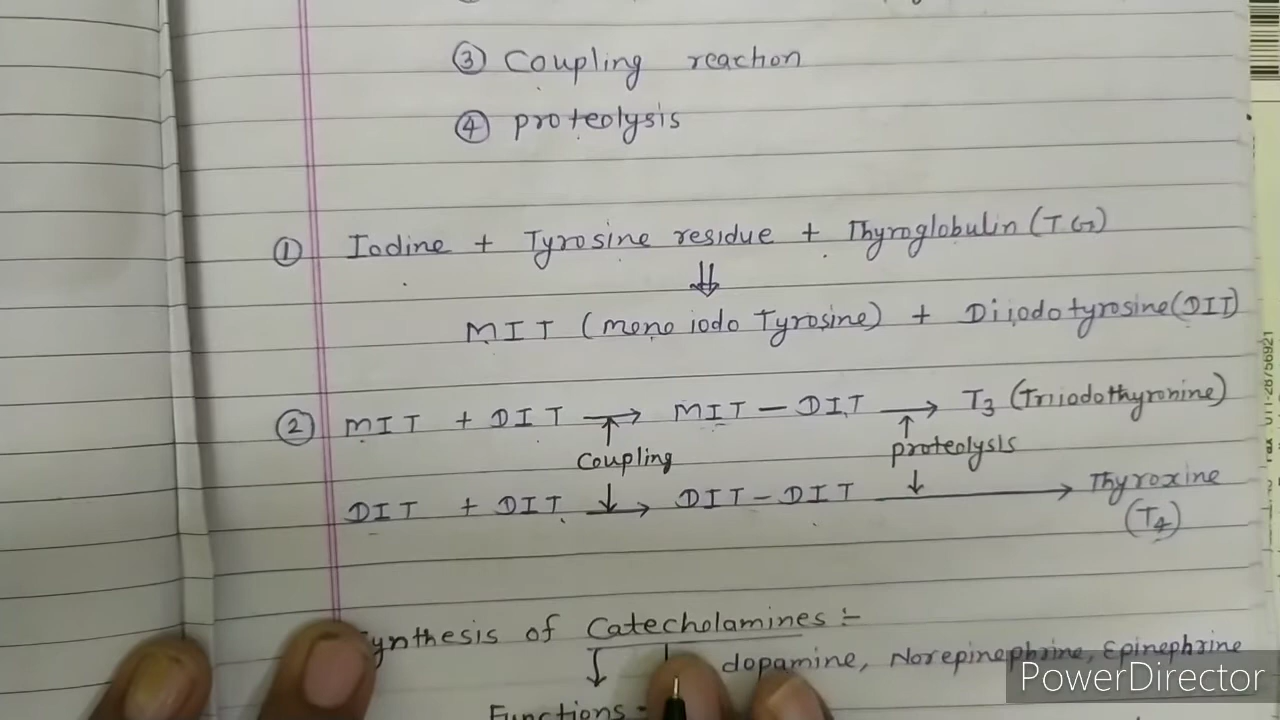 ③ Coupling reaction
④ proteolysis
① Iodine + Tyrosine residue + Thyroglobulin (TG)
⇓
MIT (mono iodo Tyrosine) + Diiodotyrosine (DIT)
② MIT + DIT → MIT - DIT → T3 (Triiodothyronine)
↑ ↑
Coupling proteolysis
↓ ↓
DIT + DIT → DIT - DIT → Thyroxine
(T4)
ynthesis of Catecholamines :-
dopamine, Norepinephrine, Epinephrine
Functions -
PowerDirector
011-28756921